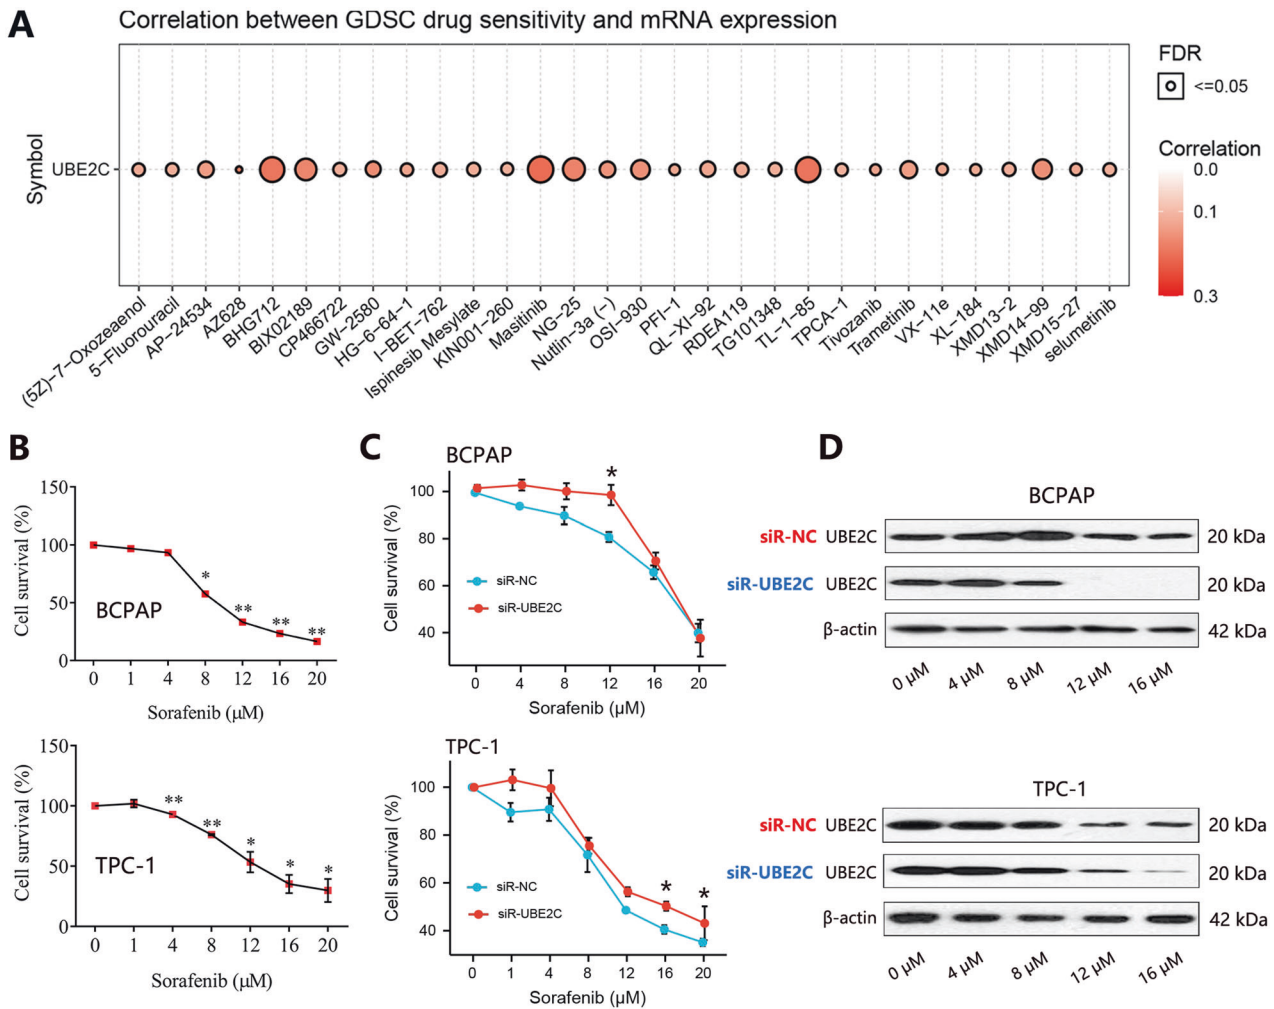 A
Correlation between GDSC drug sensitivity and mRNA expression
Symbol
UBE2C
FDR
<=0.05
Correlation
0.0
0.1
0.3
(5Z)-7-Oxozeaenol
5-Fluorouracil
AP-24534
AZ628
BHG712
BIX02189
CP466722
GW-2580
HG-6-64-1
I-BET-762
Ispinesib Mesylate
KIN001-260
Masitinib
NG-25
Nutlin-3a (-)
OSI-930
PFI-1
QL-XI-92
RDEA119
TG101348
TL-1-85
TPCA-1
Tivozanib
Trametinib
VX-11e
XL-184
XMD13-2
XMD14-99
XMD15-27
selumetinib
B
Cell survival (%)
150
100
50
0
BCPAP
* ** ** **
0 1 4 8 12 16 20
Sorafenib (μM)
Cell survival (%)
150
100
50
0
TPC-1
** ** * * *
0 1 4 8 12 16 20
Sorafenib (μM)
C
BCPAP
Cell survival (%)
100
80
60
40
*
siR-NC
siR-UBE2C
0 4 8 12 16 20
Sorafenib (μM)
TPC-1
Cell survival (%)
100
80
60
40
* *
siR-NC
siR-UBE2C
0 1 4 8 12 16 20
Sorafenib (μM)
D
BCPAP
siR-NC UBE2C 20 kDa
siR-UBE2C UBE2C 20 kDa
β-actin 42 kDa
0 μM 4 μM 8 μM 12 μM 16 μM
TPC-1
siR-NC UBE2C 20 kDa
siR-UBE2C UBE2C 20 kDa
β-actin 42 kDa
0 μM 4 μM 8 μM 12 μM 16 μM